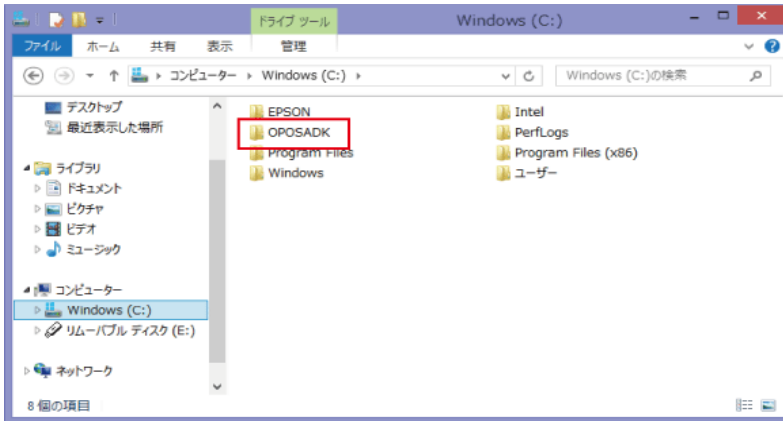 ドライブ ツール
Windows (C:)
ファイル ホーム 共有 表示 管理
コンピューター Windows (C:)
Windows (C:)の検索
デスクトップ
最近表示した場所
ライブラリ
ドキュメント
ピクチャ
ビデオ
ミュージック
コンピューター
Windows (C:)
リムーバブル ディスク (E:)
ネットワーク
EPSON
OPOSADK
Program Files
Windows
Intel
PerfLogs
Program Files (x86)
ユーザー
8 個の項目